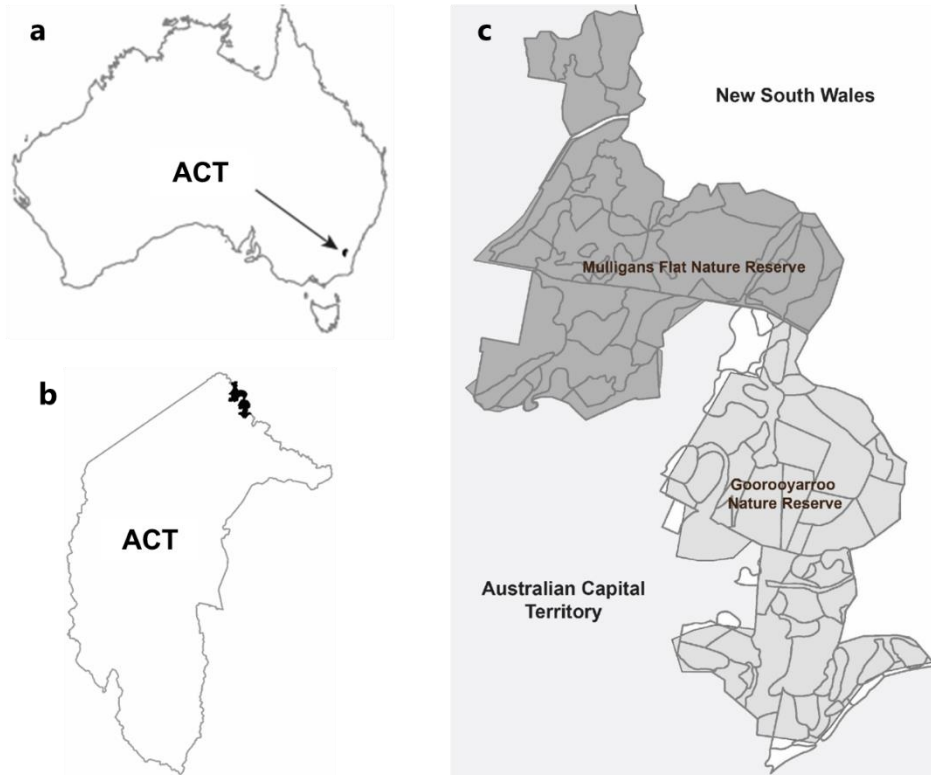 a
ACT
b
ACT
c
New South Wales
Mulligans Flat Nature Reserve
Goorooyarroo
Nature Reserve
Australian Capital
Territory